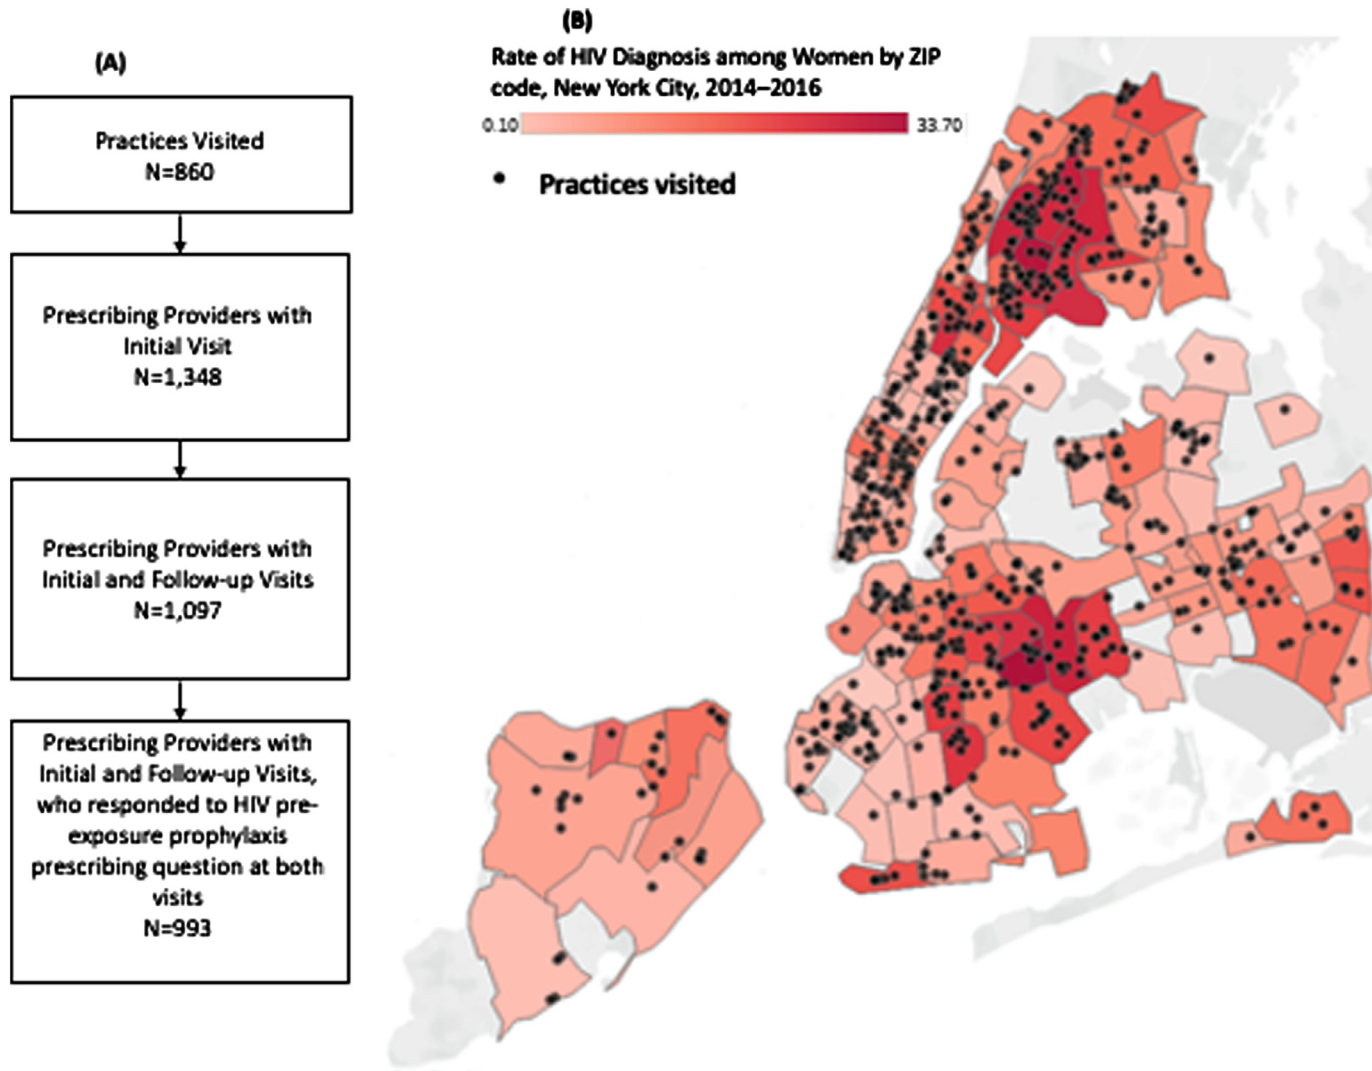 (A)
Practices Visited
N=860
Prescribing Providers with
Initial Visit
N=1,348
Prescribing Providers with
Initial and Follow-up Visits
N=1,097
Prescribing Providers with
Initial and Follow-up Visits,
who responded to HIV pre-
exposure prophylaxis
prescribing question at both
visits
N=993
(B)
Rate of HIV Diagnosis among Women by ZIP
code, New York City, 2014–2016
0.10 33.70
Practices visited